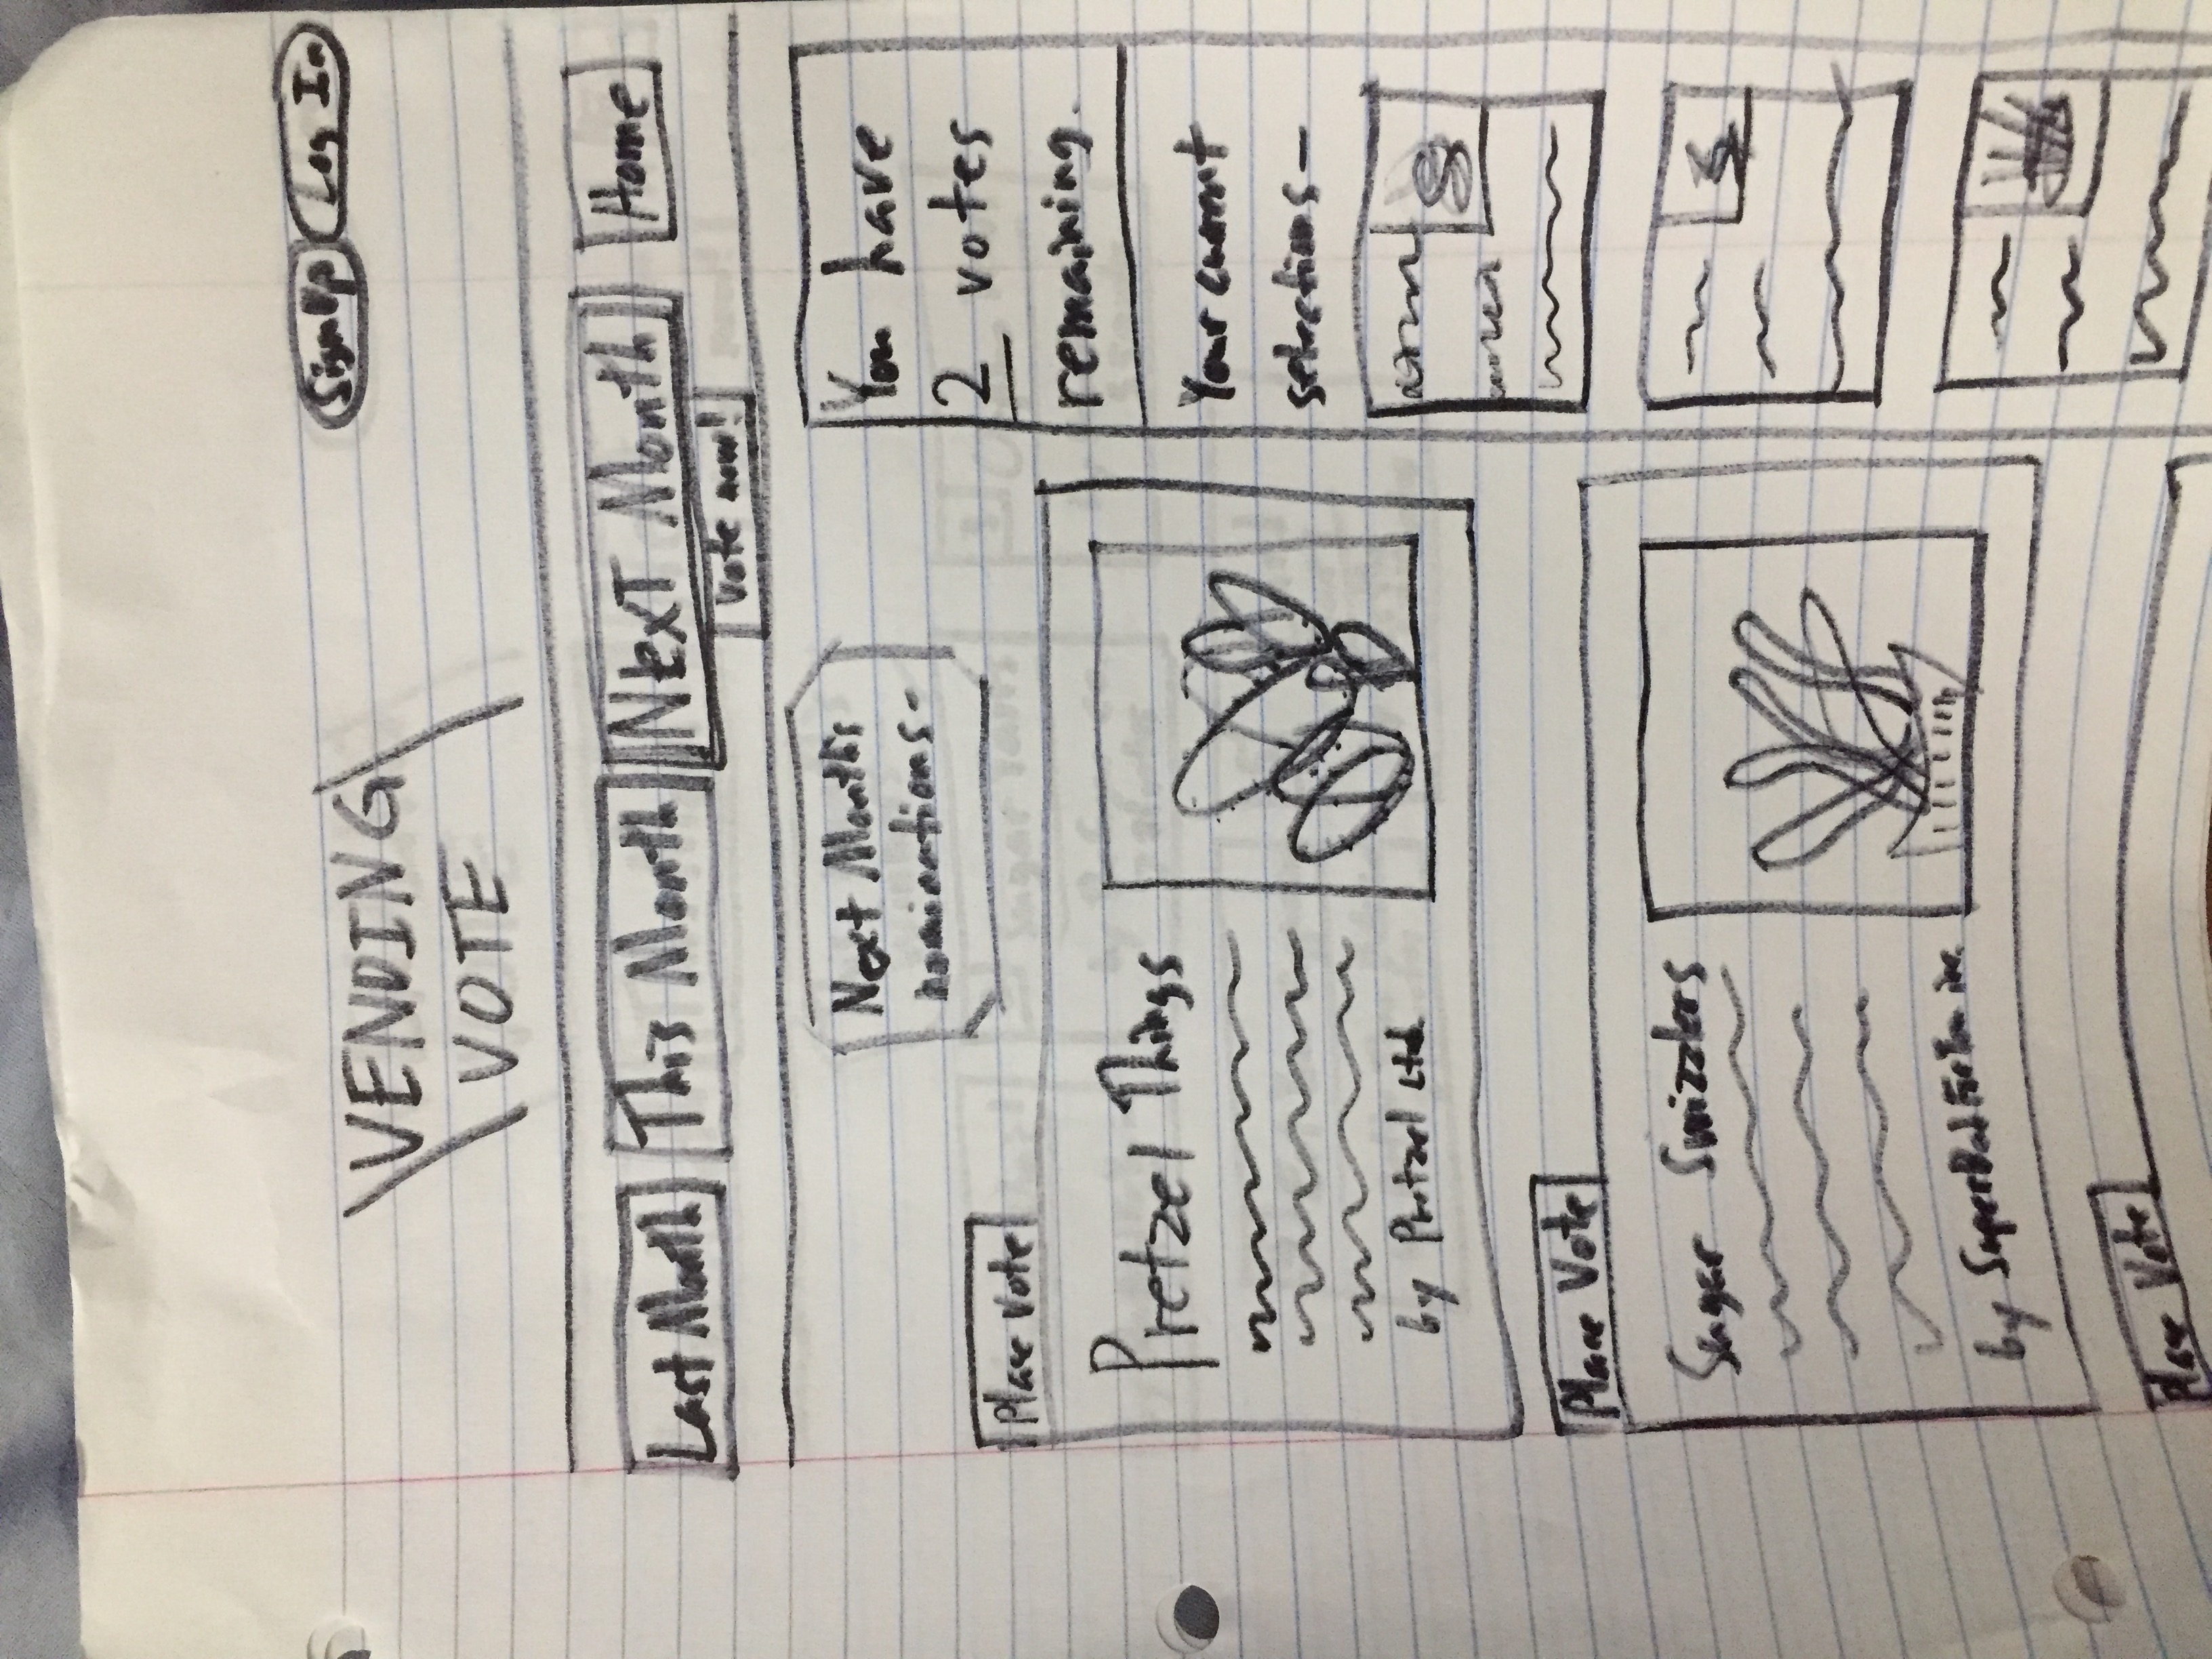 Sign Up
Log In
VENDING
VOTE
Last Month
This Month
NexT Month
Home
Vote now!
Next Month's
nominations-
Place Vote
Pretzel Things
by Pretzel Ltd.
Place Vote
Sugar Swizzlers
by inc.
Place Vote
You have
2 votes
remaining.
Your current
selections-